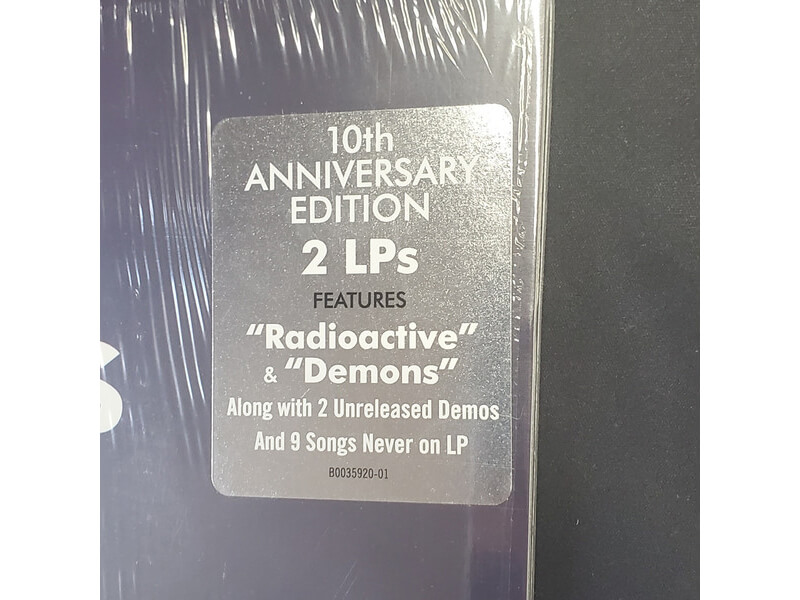 10th
ANNIVERSARY
EDITION
2 LPs
FEATURES
"Radioactive"
& "Demons"
Along with 2 Unreleased Demos
And 9 Songs Never on LP
B0035920-01